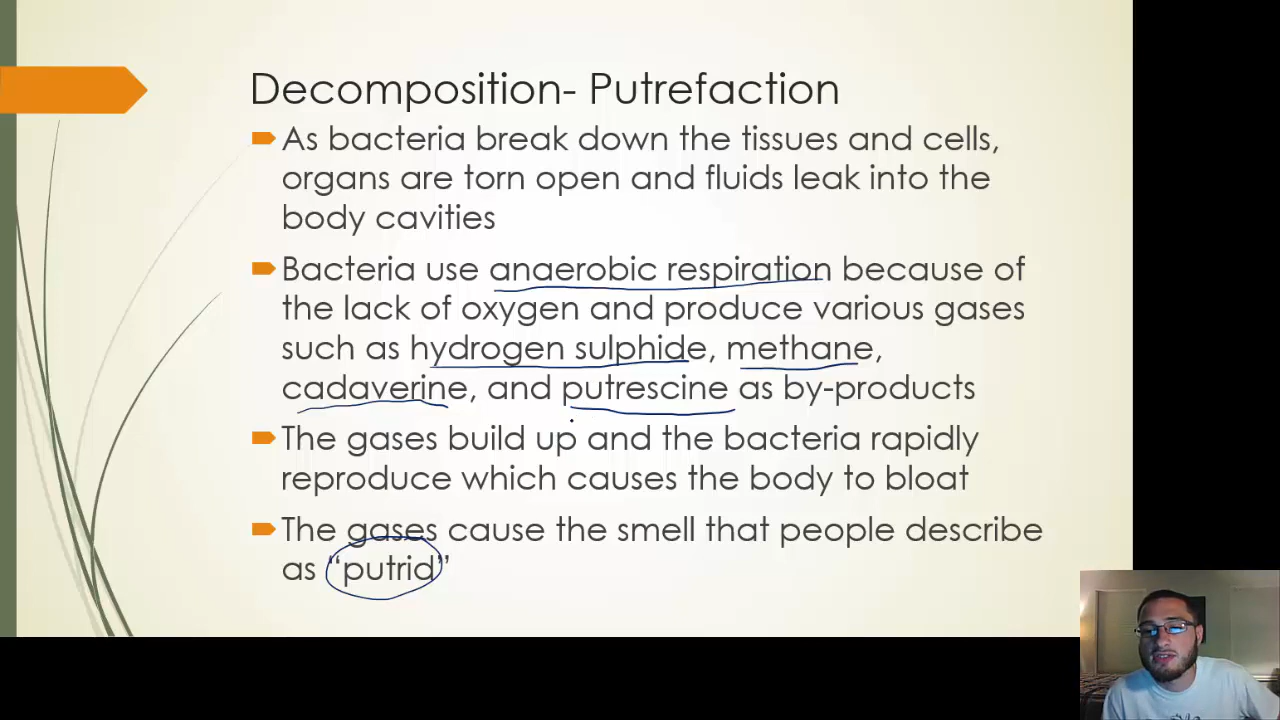 Decomposition- Putrefaction
As bacteria break down the tissues and cells,
organs are torn open and fluids leak into the
body cavities
Bacteria use anaerobic respiration because of
the lack of oxygen and produce various gases
such as hydrogen sulphide, methane,
cadaverine, and putrescine as by-products
The gases build up and the bacteria rapidly
reproduce which causes the body to bloat
The gases cause the smell that people describe
as “putrid”